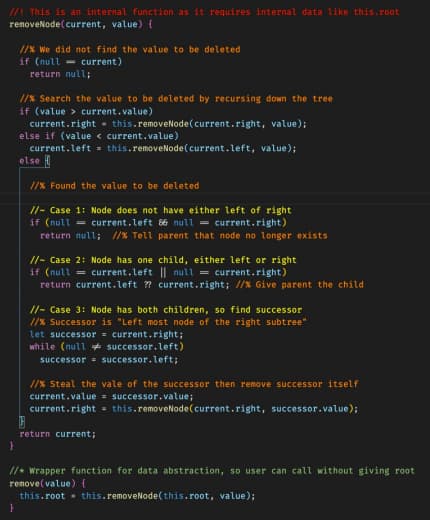 //! This is an internal function as it requires internal data like this.root
removeNode(current, value) {
//% We did not find the value to be deleted
if (null == current)
return null;
//% Search the value to be deleted by recursing down the tree
if (value > current.value)
current.right = this.removeNode(current.right, value);
else if (value < current.value)
current.left = this.removeNode(current.left, value);
else {
//% Found the value to be deleted
//~ Case 1: Node does not have either left of right
if (null == current.left && null == current.right)
return null; //% Tell parent that node no longer exists
//~ Case 2: Node has one child, either left or right
if (null == current.left || null == current.right)
return current.left ?? current.right; //% Give parent the child
//~ Case 3: Node has both children, so find successor
//% Successor is "Left most node of the right subtree"
let successor = current.right;
while (null != successor.left)
successor = successor.left;
//% Steal the vale of the successor then remove successor itself
current.value = successor.value;
current.right = this.removeNode(current.right, successor.value);
}
return current;
}
//* Wrapper function for data abstraction, so user can call without giving root
remove(value) {
this.root = this.removeNode(this.root, value);
}